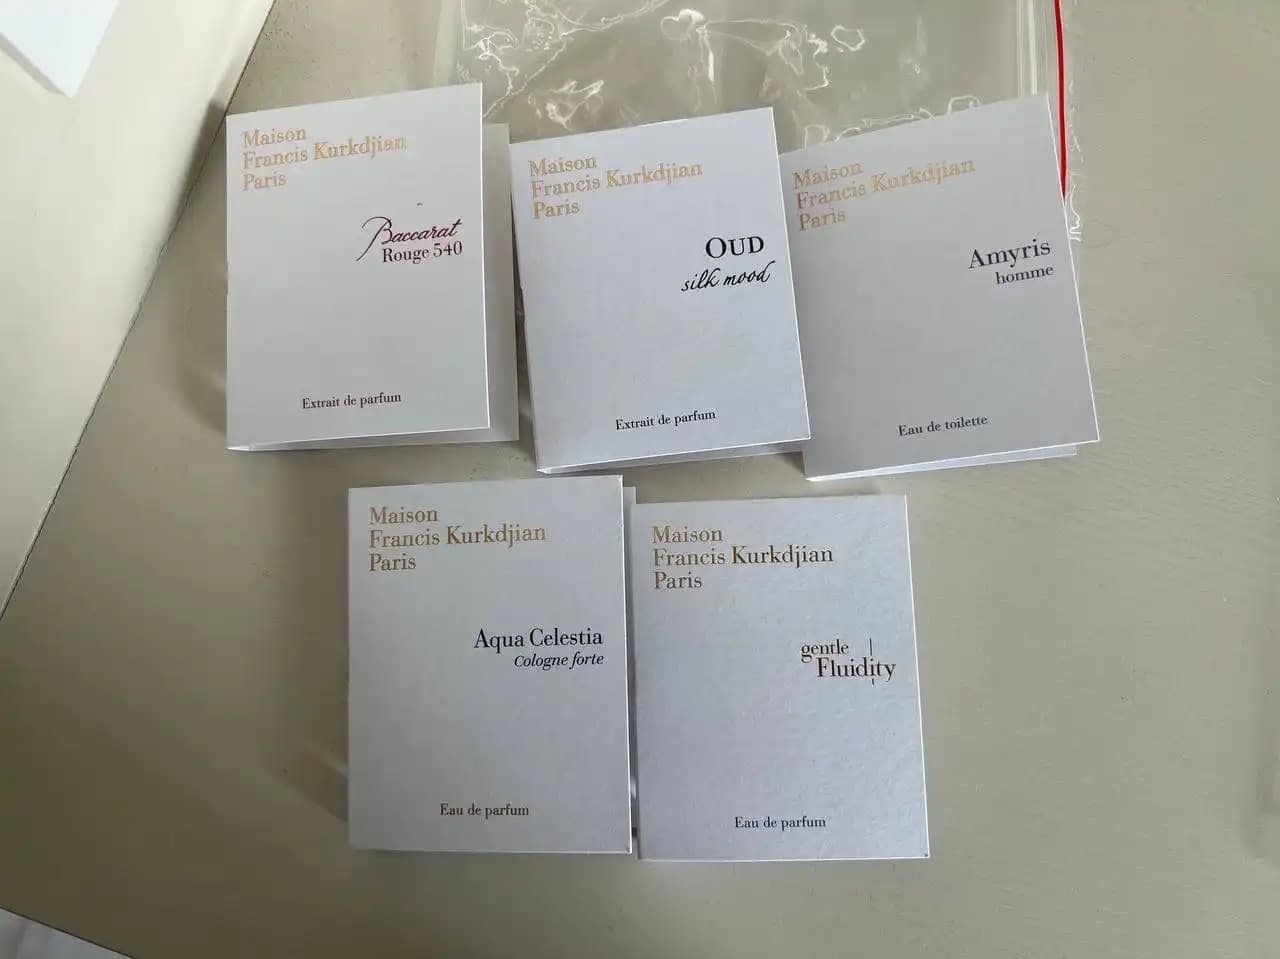 Maison
Francis Kurkdjian
Paris
Baccarat
Rouge 540
Extrait de parfum
Maison
Francis Kurkdjian
Paris
OUD
silk mood
Extrait de parfum
Maison
Francis Kurkdjian
Paris
Amyris
homme
Eau de toilette
Maison
Francis Kurkdjian
Paris
Aqua Celestia
Cologne forte
Eau de parfum
Maison
Francis Kurkdjian
Paris
gentle
Fluidity
Eau de parfum